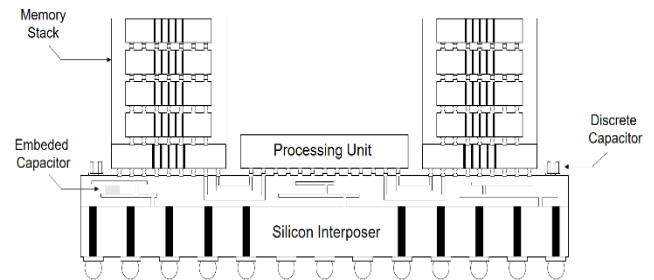 Memory
Stack
Discrete
Capacitor
Processing Unit
Embeded
Capacitor
Silicon Interposer